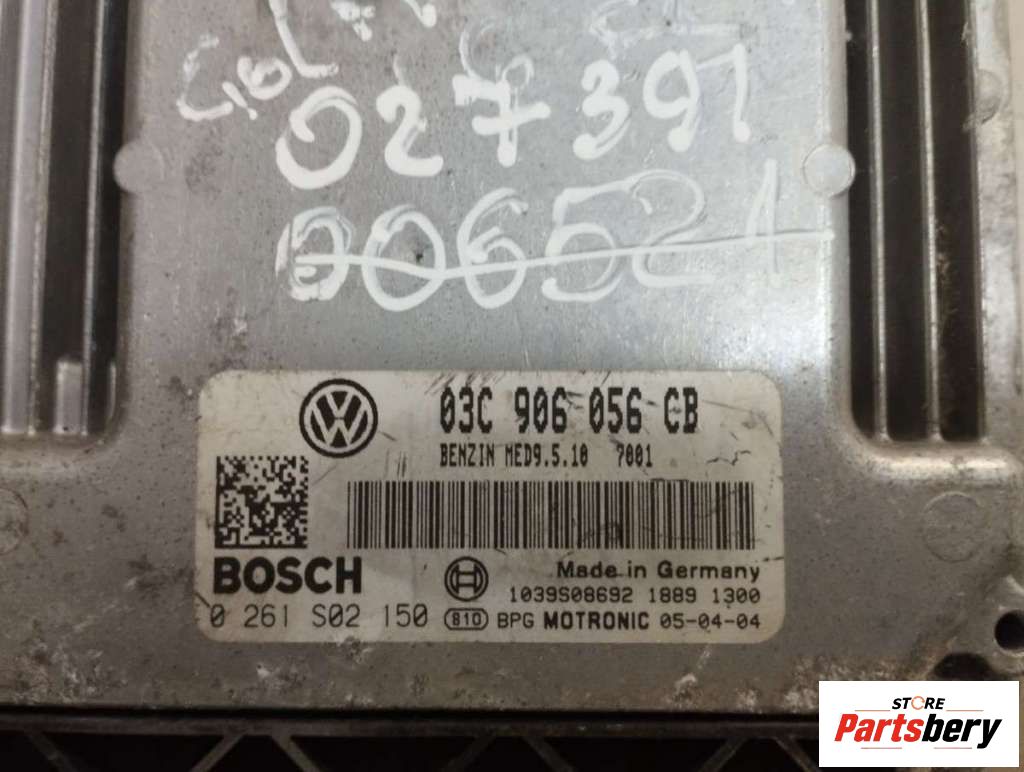 027391
006521
03C 906 056 CB
BENZIN MED9.5.10 7001
BOSCH
Made in Germany
1039S08692 1889 1300
0 261 S02 150 810 BPG MOTRONIC 05-04-04
STORE
Partsbery